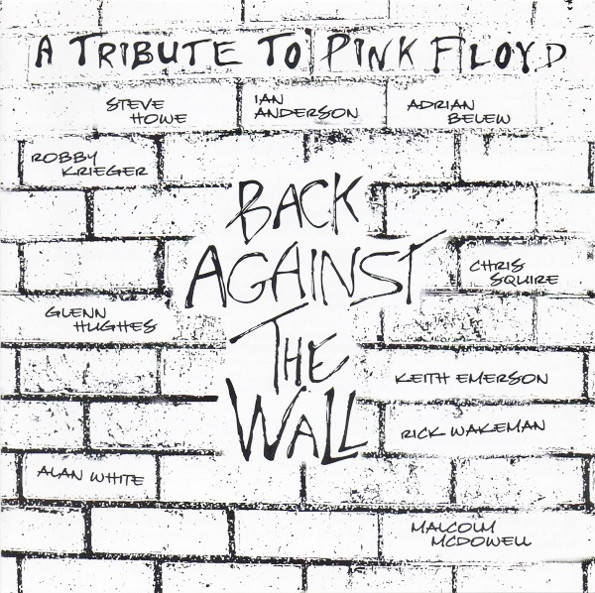 A TRIBUTE TO PINK FLOYD
STEVE
HOWE
IAN
ANDERSON
ADRIAN
BELEW
ROBBY
KRIEGER
BACK
AGAINST
THE
WALL
CHRIS
SQUIRE
GLENN
HUGHES
KEITH EMERSON
RICK WAKEMAN
ALAN WHITE
MALCOLM
MCDOWELL